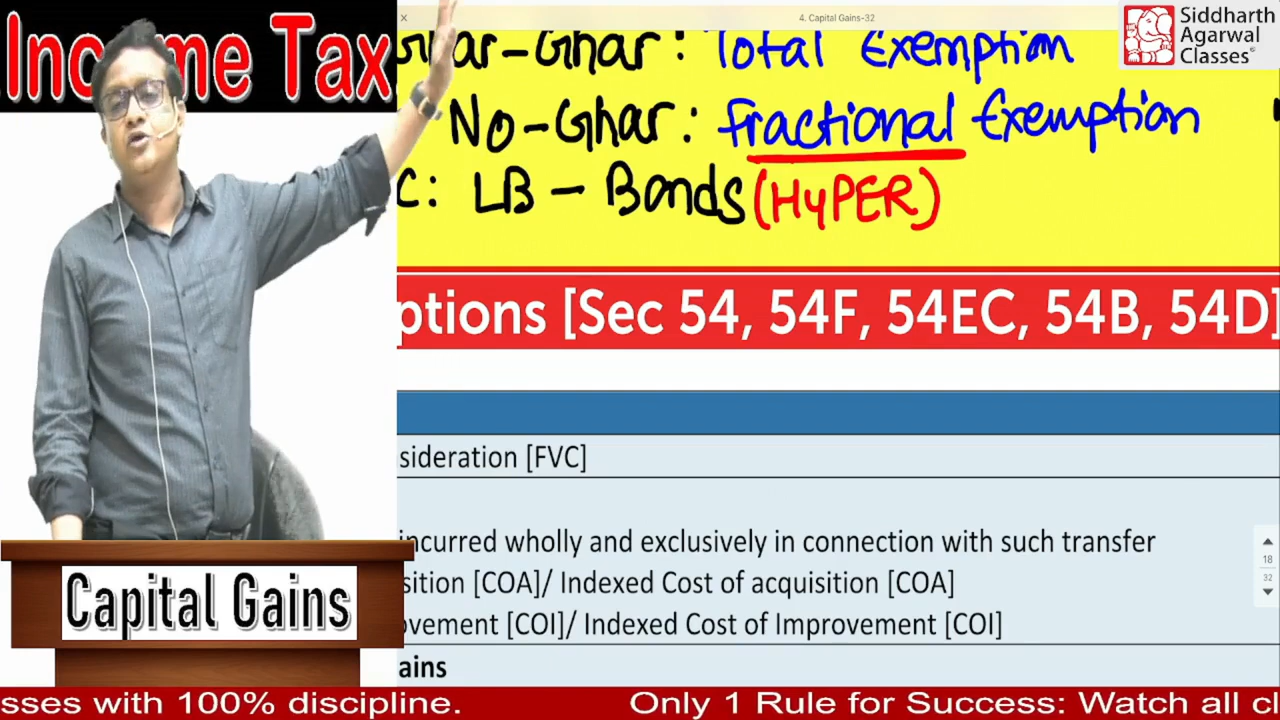 Income Tax
4. Capital Gains-32
Siddharth
Agarwal
Classes
Ghar-Ghar: Total Exemption
No-Ghar: fractional Exemption
C: LB - Bonds (HyPER)
ptions [Sec 54, 54F, 54EC, 54B, 54D]
sideration [FVC]
incurred wholly and exclusively in connection with such transfer
sition [COA]/ Indexed Cost of acquisition [COA]
ovement [COI]/ Indexed Cost of Improvement [COI]
ains
18
32
Capital Gains
sses with 100% discipline. Only 1 Rule for Success: Watch all cl